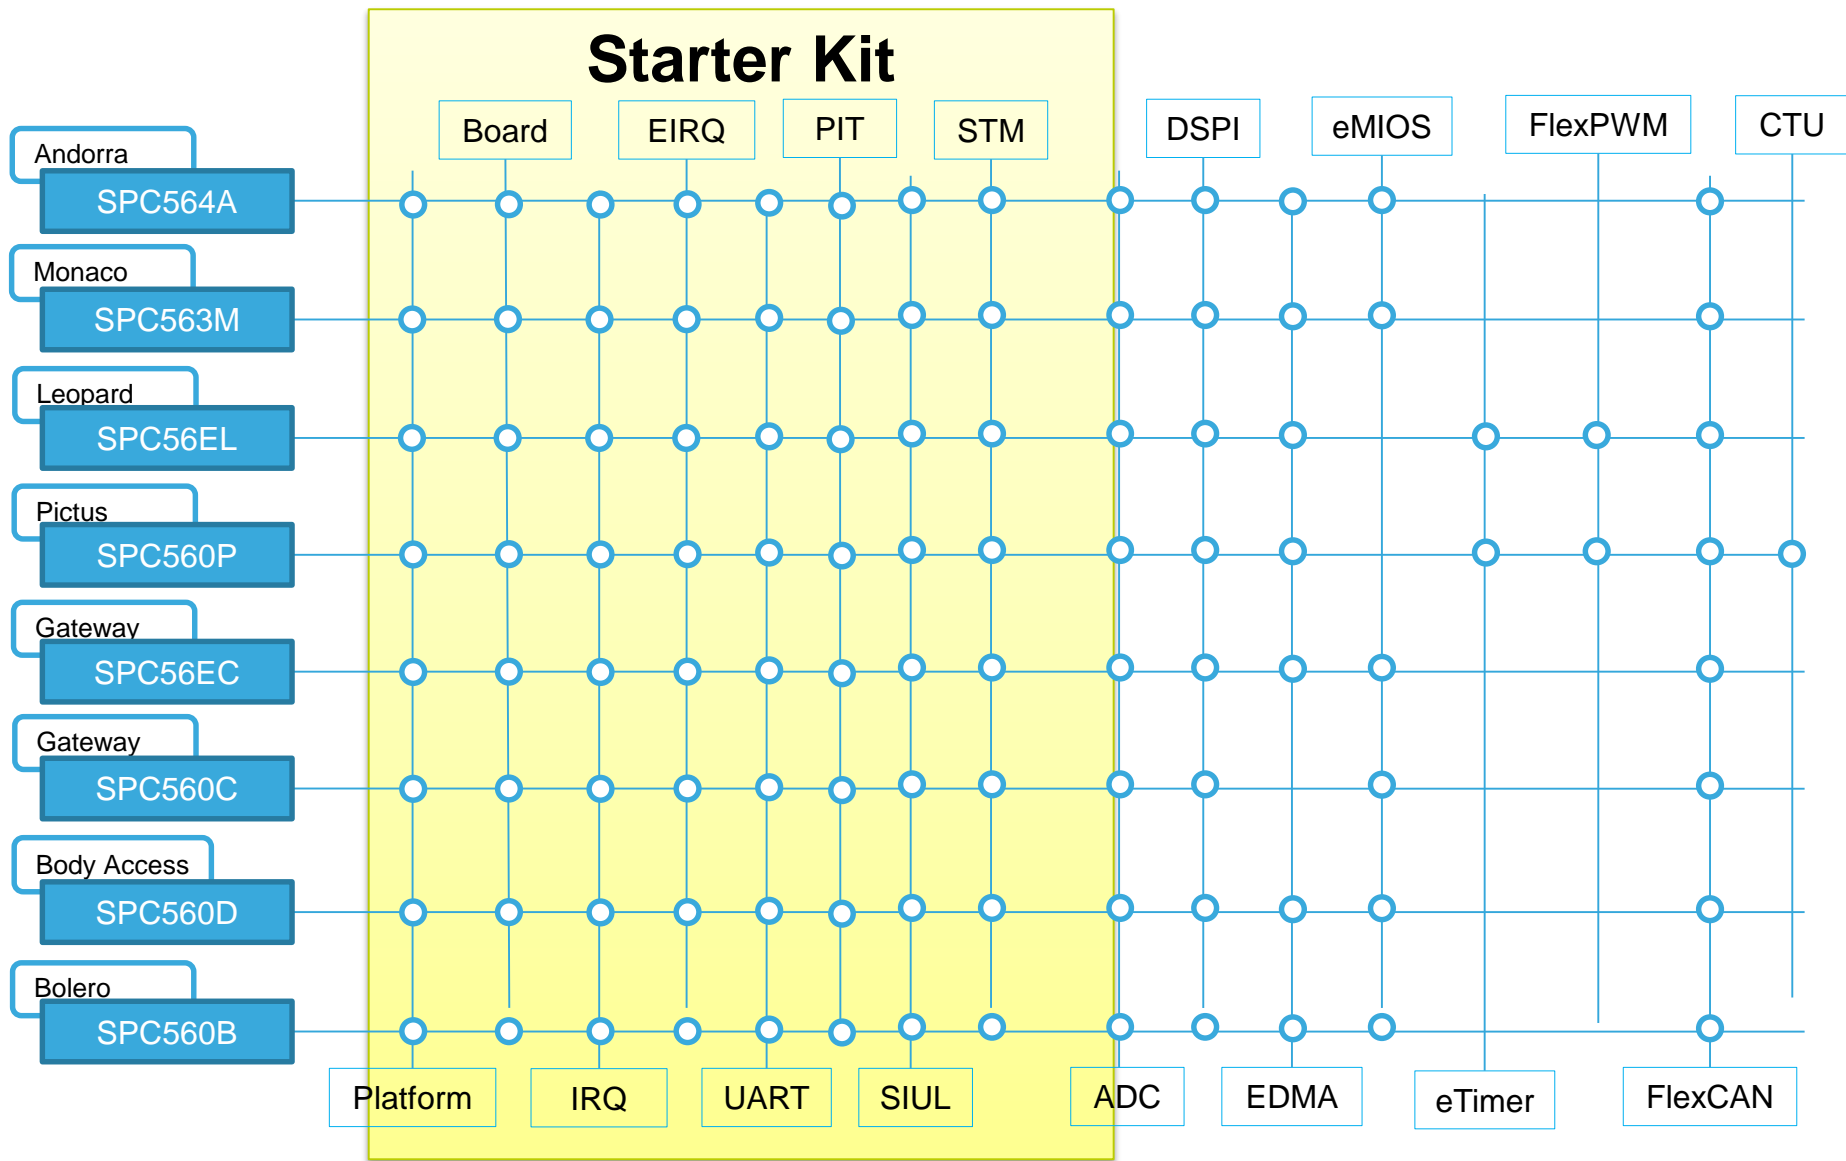 Starter Kit
Board
EIRQ
PIT
STM
DSPI
eMIOS
FlexPWM
CTU
Andorra
SPC564A
Monaco
SPC563M
Leopard
SPC56EL
Pictus
SPC560P
Gateway
SPC56EC
Gateway
SPC560C
Body Access
SPC560D
Bolero
SPC560B
Platform
IRQ
UART
SIUL
ADC
EDMA
eTimer
FlexCAN